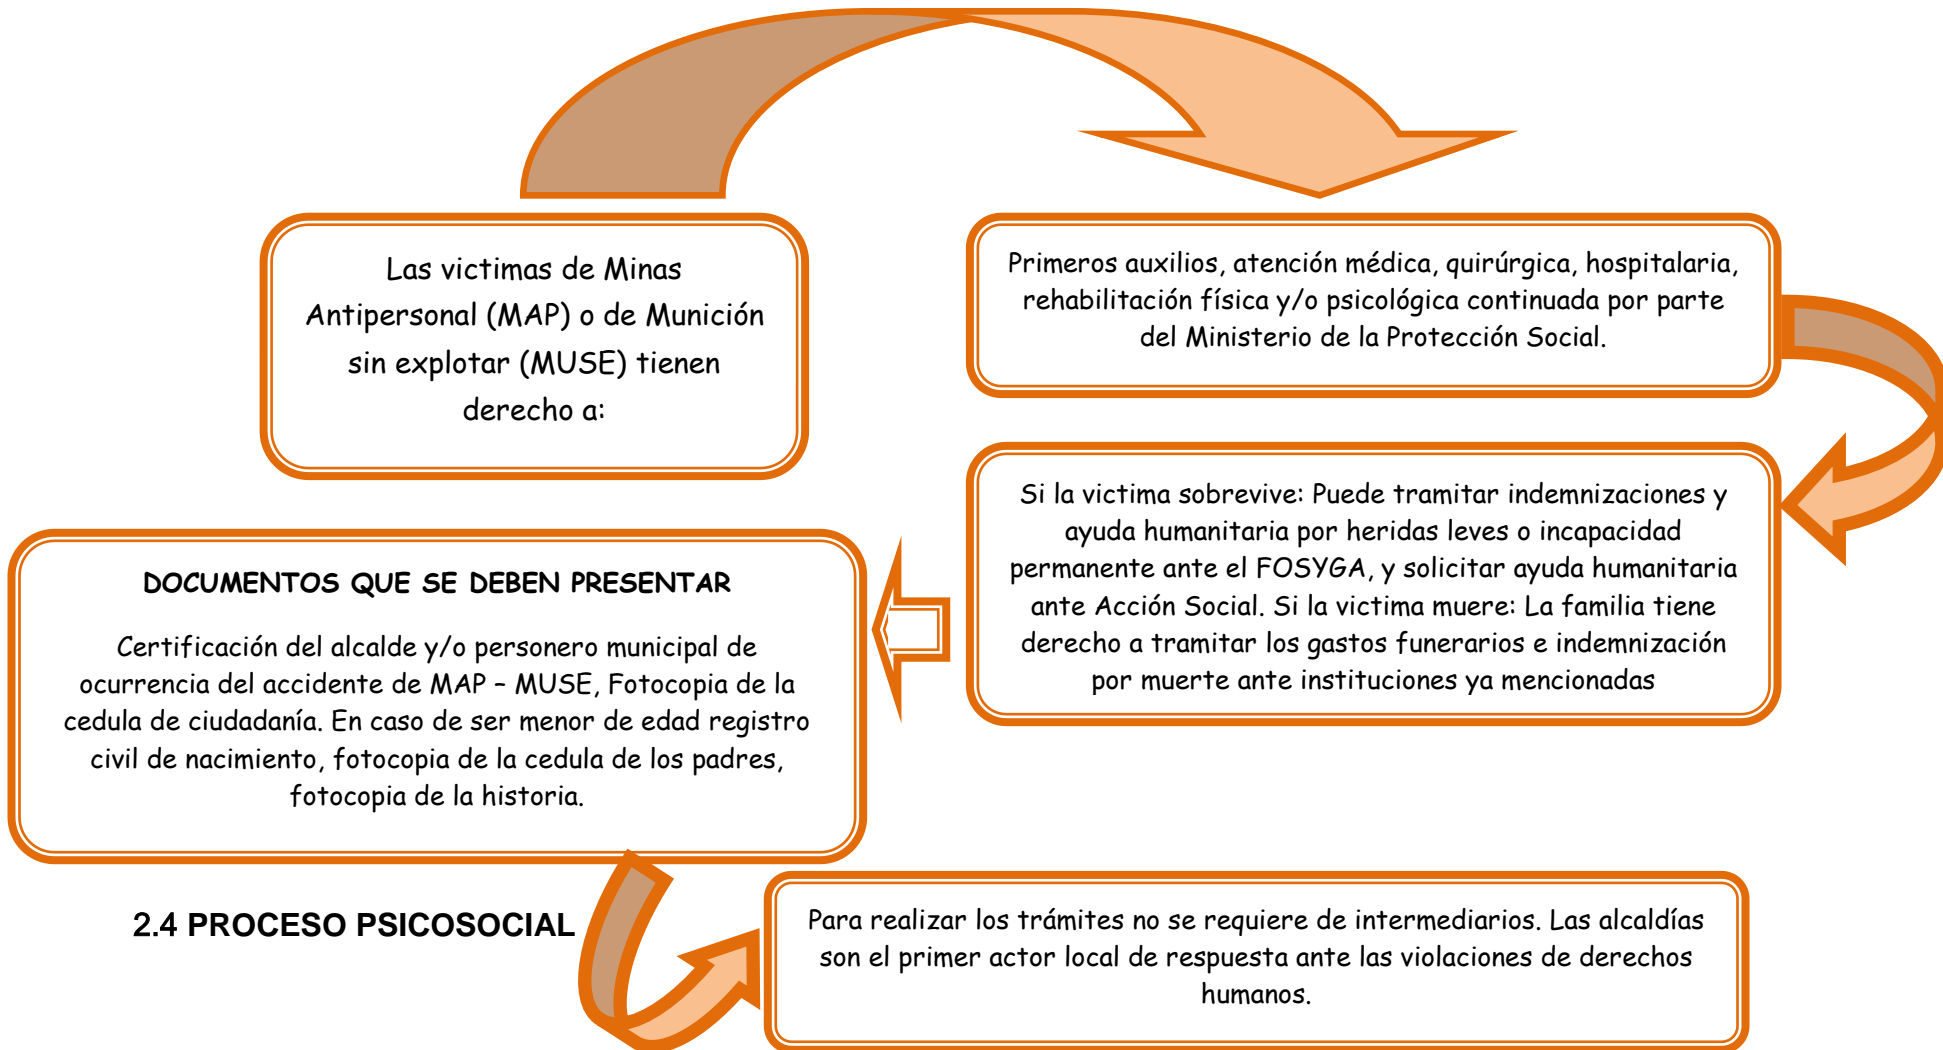 Las victimas de Minas
Antipersonal (MAP) o de Munición
sin explotar (MUSE) tienen
derecho a:
Primeros auxilios, atención médica, quirúrgica, hospitalaria,
rehabilitación física y/o psicológica continuada por parte
del Ministerio de la Protección Social.
Si la victima sobrevive: Puede tramitar indemnizaciones y
ayuda humanitaria por heridas leves o incapacidad
permanente ante el FOSYGA, y solicitar ayuda humanitaria
ante Acción Social. Si la victima muere: La familia tiene
derecho a tramitar los gastos funerarios e indemnización
por muerte ante instituciones ya mencionadas
DOCUMENTOS QUE SE DEBEN PRESENTAR
Certificación del alcalde y/o personero municipal de
ocurrencia del accidente de MAP – MUSE, Fotocopia de la
cedula de ciudadanía. En caso de ser menor de edad registro
civil de nacimiento, fotocopia de la cedula de los padres,
fotocopia de la historia.
2.4 PROCESO PSICOSOCIAL
Para realizar los trámites no se requiere de intermediarios. Las alcaldías
son el primer actor local de respuesta ante las violaciones de derechos
humanos.